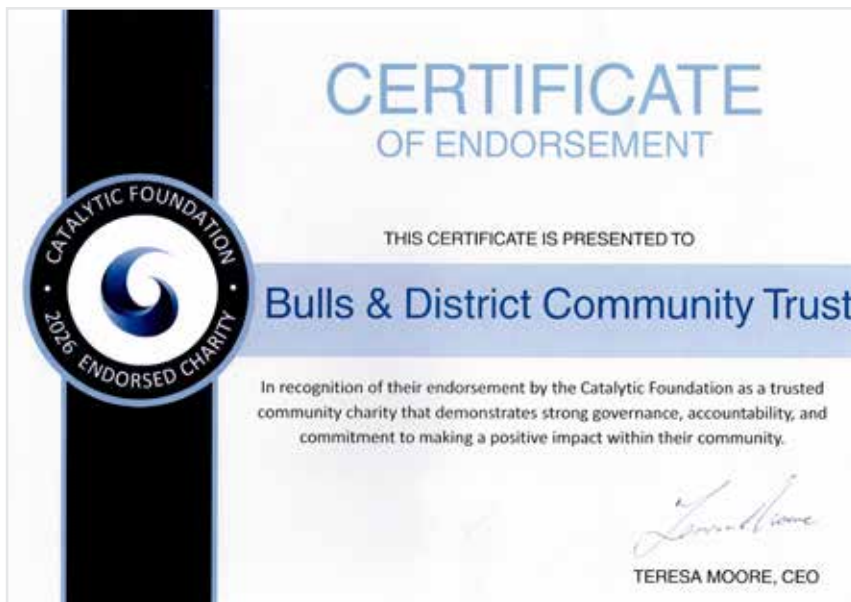 CERTIFICATE
OF ENDORSEMENT
CATALYTIC FOUNDATION
2026 ENDORSED CHARITY
THIS CERTIFICATE IS PRESENTED TO
Bulls & District Community Trust
In recognition of their endorsement by the Catalytic Foundation as a trusted
community charity that demonstrates strong governance, accountability, and
commitment to making a positive impact within their community.
TERESA MOORE, CEO